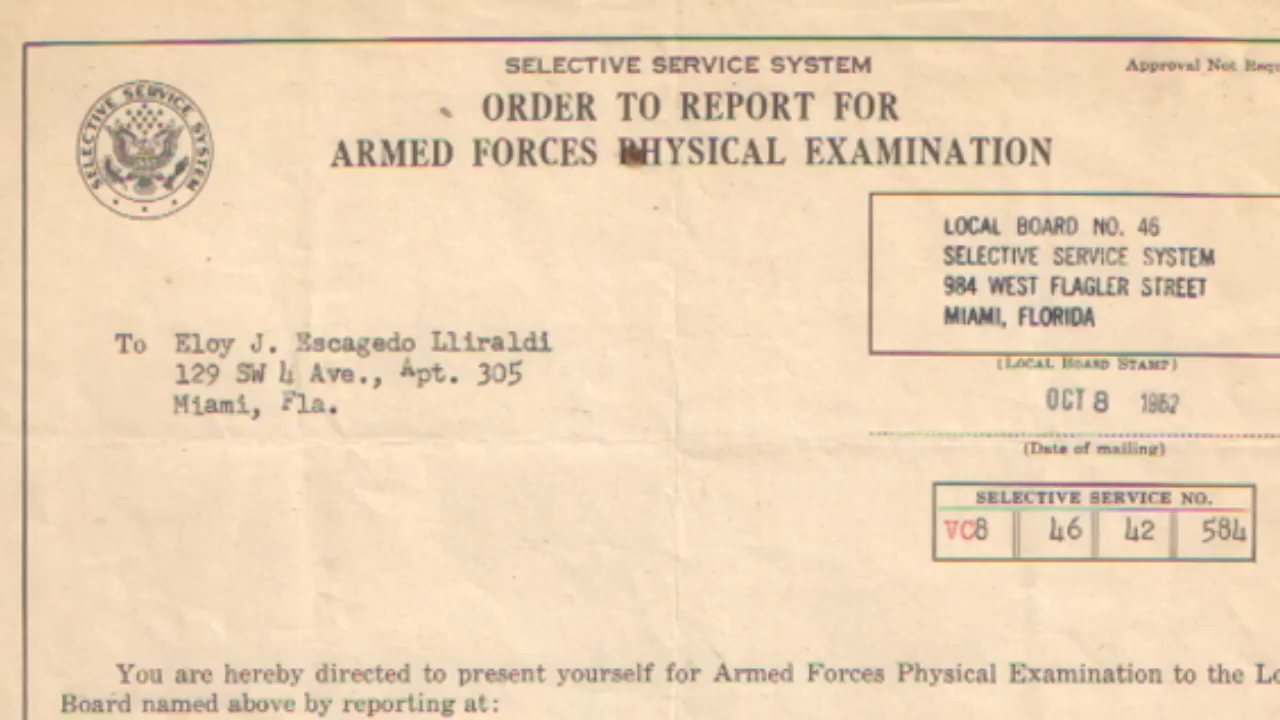 SELECTIVE SERVICE SYSTEM
Approval Not
ORDER TO REPORT FOR
ARMED FORCES PHYSICAL EXAMINATION
SELECTIVE SERVICE SYSTEM
LOCAL BOARD NO. 46
SELECTIVE SERVICE SYSTEM
984 WEST FLAGLER STREET
MIAMI, FLORIDA
(LOCAL BOARD STAMP)
To Eloy J. Escagedo Lliraldi
129 SW 4 Ave., Apt. 305
Miami, Fla.
OCT 8 1962
(Date of mailing)
SELECTIVE SERVICE NO.
VC8 46 42 584
You are hereby directed to present yourself for Armed Forces Physical Examination to the
Board named above by reporting at: